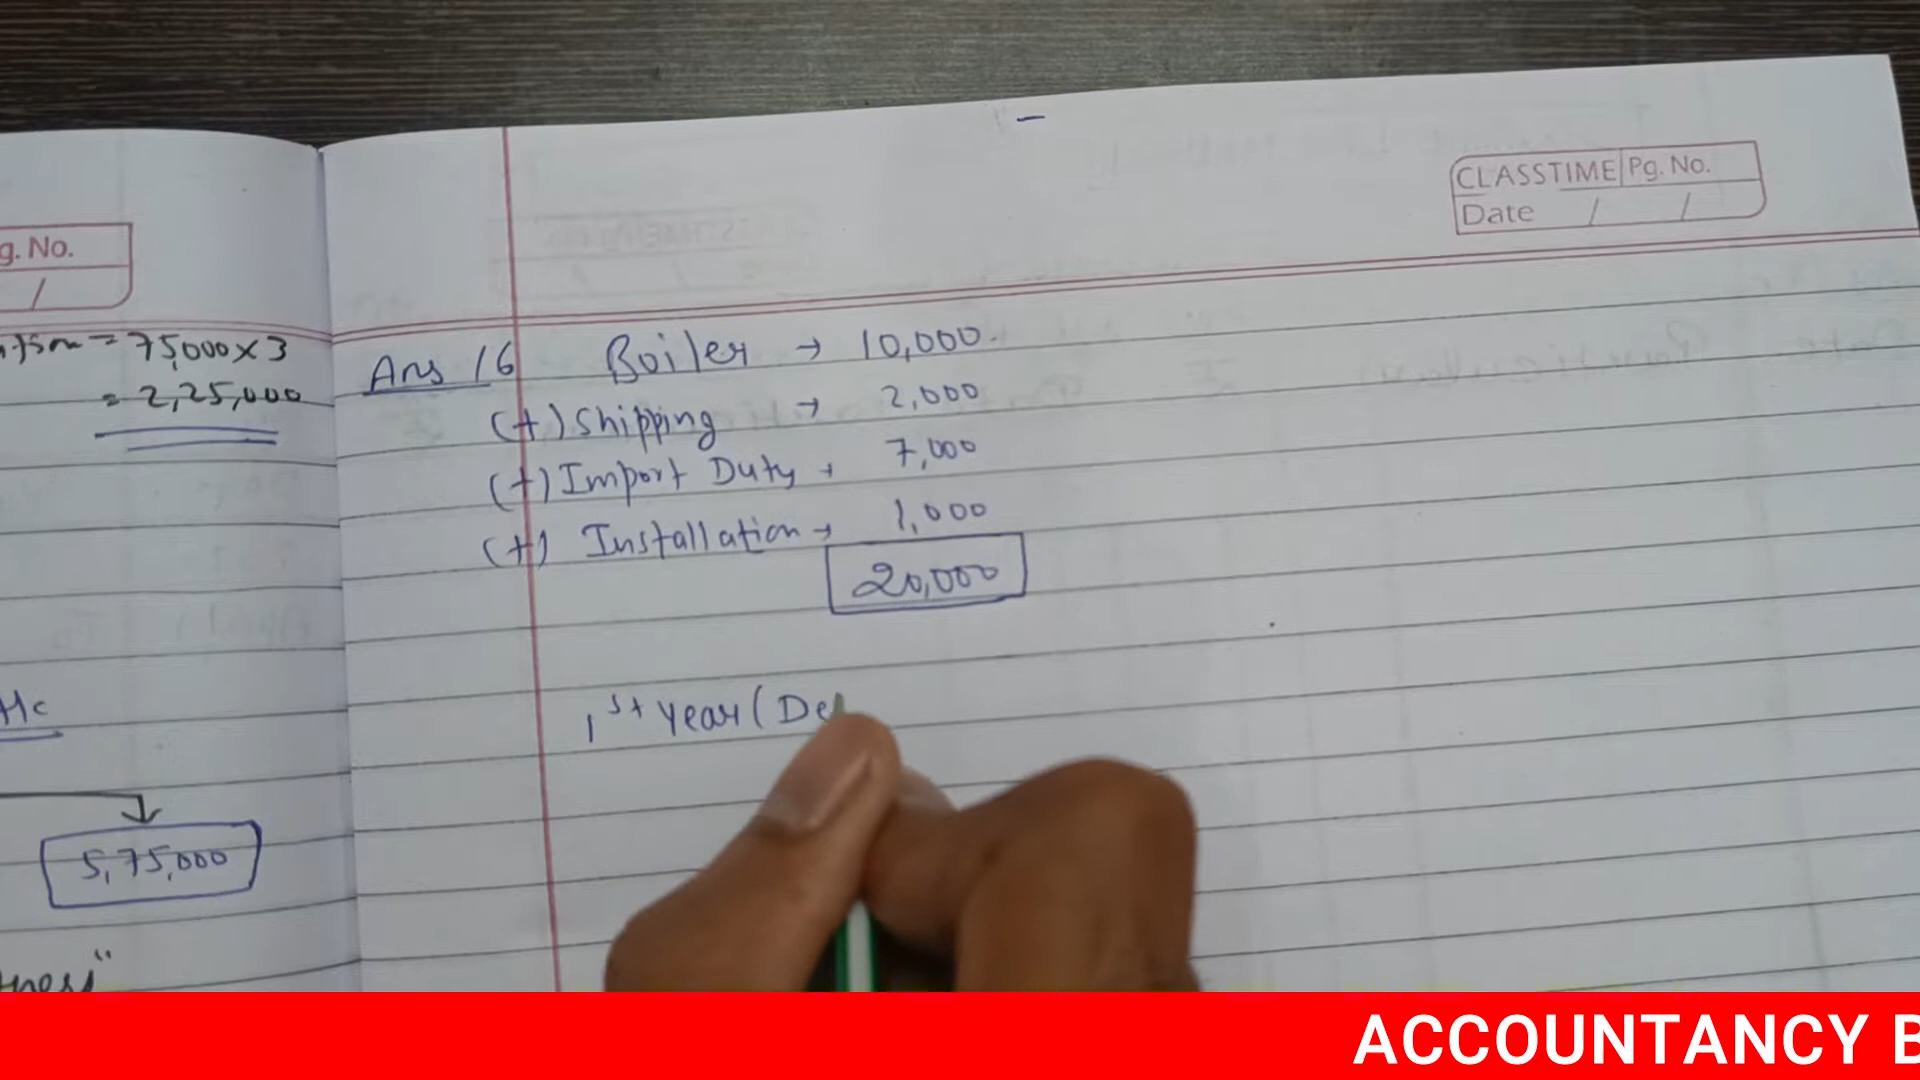 g. No.
/
= 75,000 x 3
= 2,25,000
5,75,000
CLASSTIME Pg. No.
Date / /
Ans 16 Boiler → 10,000.
(+) Shipping → 2,000
(+) Import Duty → 7,000
(+) Installation → 1,000
20,000
1st year (De
ACCOUNTANCY B